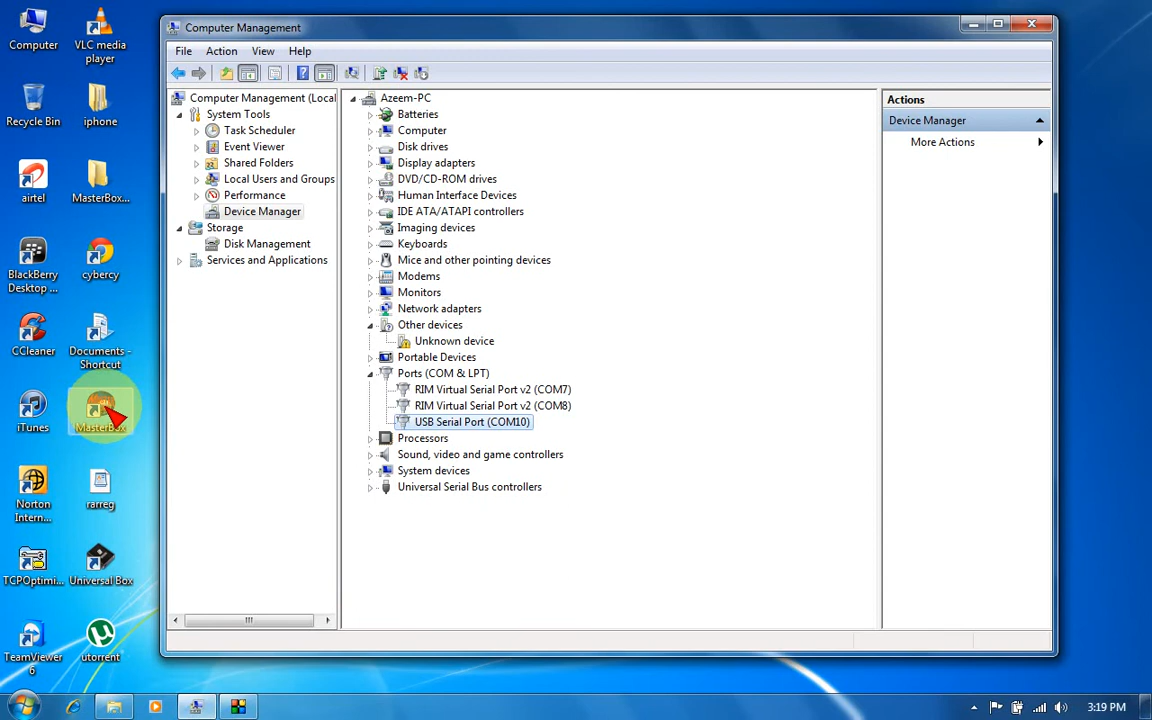 Computer
VLC media
player
Recycle Bin
iphone
airtel
MasterBox...
BlackBerry
Desktop ...
cybercy
CCleaner
Documents -
Shortcut
iTunes
MasterBox
Norton
Intern...
rarreg
TCPOptimi...
Universal Box
TeamViewer
6
utorrent
Computer Management
File Action View Help
Computer Management (Local
System Tools
Task Scheduler
Event Viewer
Shared Folders
Local Users and Groups
Performance
Device Manager
Storage
Disk Management
Services and Applications
Azeem-PC
Batteries
Computer
Disk drives
Display adapters
DVD/CD-ROM drives
Human Interface Devices
IDE ATA/ATAPI controllers
Imaging devices
Keyboards
Mice and other pointing devices
Modems
Monitors
Network adapters
Other devices
Unknown device
Portable Devices
Ports (COM & LPT)
RIM Virtual Serial Port v2 (COM7)
RIM Virtual Serial Port v2 (COM8)
USB Serial Port (COM10)
Processors
Sound, video and game controllers
System devices
Universal Serial Bus controllers
Actions
Device Manager
More Actions
3:19 PM